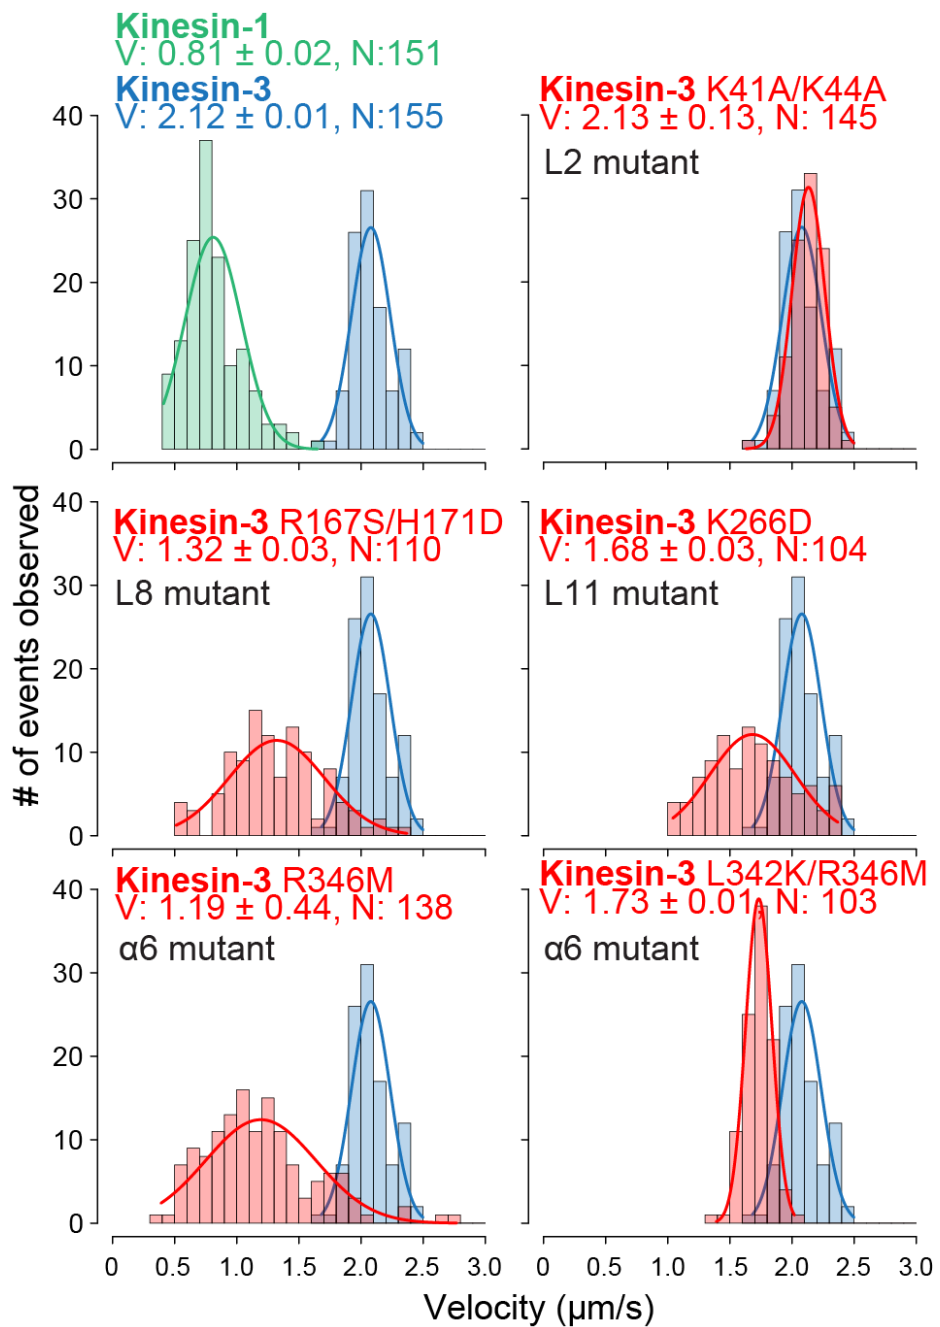 Kinesin-1
V: 0.81 ± 0.02, N:151
Kinesin-3
V: 2.12 ± 0.01, N:155
40
30
20
10
0
Kinesin-3 K41A/K44A
V: 2.13 ± 0.13, N: 145
L2 mutant
# of events observed
40
30
20
10
0
Kinesin-3 R167S/H171D
V: 1.32 ± 0.03, N:110
L8 mutant
Kinesin-3 K266D
V: 1.68 ± 0.03, N:104
L11 mutant
40
30
20
10
0
Kinesin-3 R346M
V: 1.19 ± 0.44, N: 138
α6 mutant
Kinesin-3 L342K/R346M
V: 1.73 ± 0.01, N: 103
α6 mutant
0 0.5 1.0 1.5 2.0 2.5 3.0
0 0.5 1.0 1.5 2.0 2.5 3.0
Velocity (μm/s)